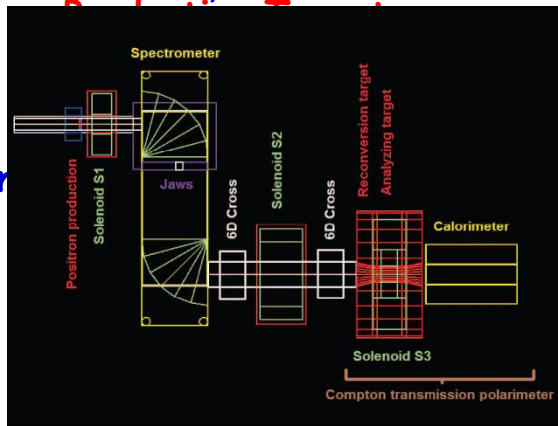 Spectrometer
Positron production
Solenoid S1
Jaws
6D Cross
Solenoid S2
6D Cross
Reconversion target
Analyzing target
Calorimeter
Solenoid S3
Compton transmission polarimeter